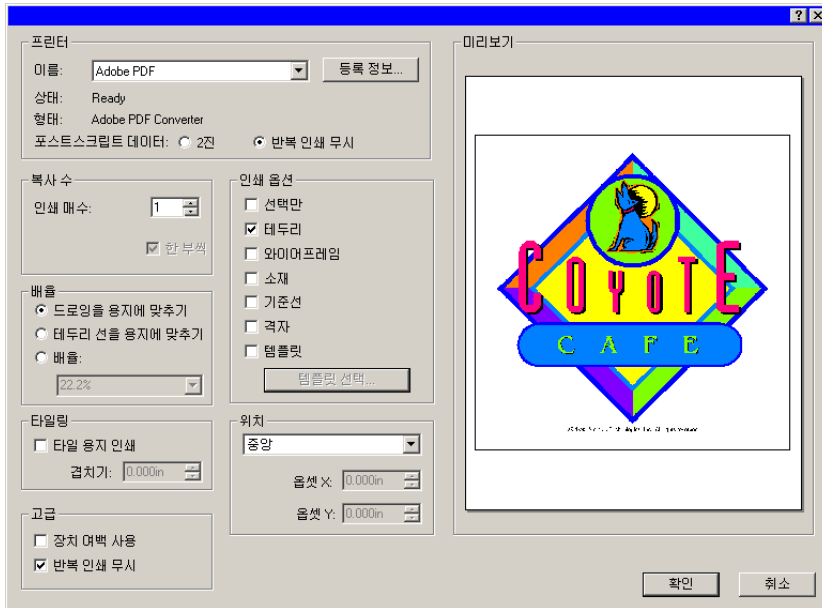 프린터
이름: Adobe PDF 등록 정보...
상태: Ready
형태: Adobe PDF Converter
포스트스크립트 데이터: 2진 반복 인쇄 무시
복사 수
인쇄 매수: 1
한 부씩
배율
드로잉을 용지에 맞추기
테두리 선을 용지에 맞추기
배율:
22.2%
타일링
타일 용지 인쇄
겹치기: 0.000in
고급
장치 여백 사용
반복 인쇄 무시
인쇄 옵션
선택만
테두리
와이어프레임
소재
기준선
격자
템플릿
템플릿 선택...
위치
중앙
옵셋 X: 0.000in
옵셋 Y: 0.000in
미리보기
COYOTE
CAFE
확인 취소